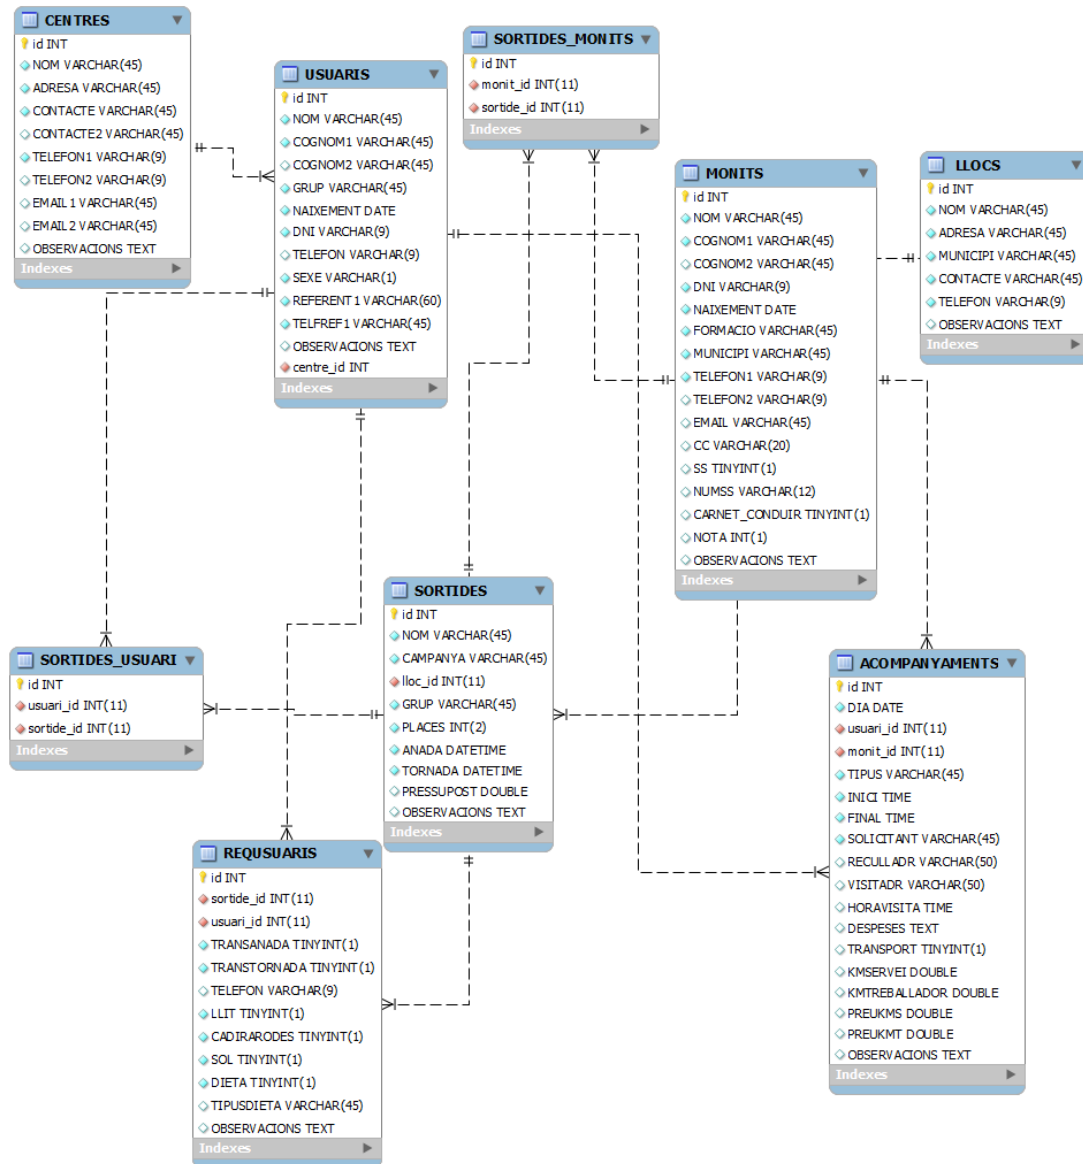 CENTRES
id INT
NOM VARCHAR(45)
ADRESA VARCHAR(45)
CONTACTE VARCHAR(45)
CONTACTE2 VARCHAR(45)
TELEFON1 VARCHAR(9)
TELEFON2 VARCHAR(9)
EMAIL1 VARCHAR(45)
EMAIL2 VARCHAR(45)
OBSERVACIONS TEXT
Indexes
USUARIS
id INT
NOM VARCHAR(45)
COGNOM1 VARCHAR(45)
COGNOM2 VARCHAR(45)
GRUP VARCHAR(45)
NAIXEMENT DATE
DNI VARCHAR(9)
TELEFON VARCHAR(9)
SEXE VARCHAR(1)
REFERENT1 VARCHAR(60)
TELFREF1 VARCHAR(45)
OBSERVACIONS TEXT
centre_id INT
Indexes
SORTIDES_MONITS
id INT
monit_id INT(11)
sortide_id INT(11)
Indexes
MONITS
id INT
NOM VARCHAR(45)
COGNOM1 VARCHAR(45)
COGNOM2 VARCHAR(45)
DNI VARCHAR(9)
NAIXEMENT DATE
FORMACIO VARCHAR(45)
MUNICIPI VARCHAR(45)
TELEFON1 VARCHAR(9)
TELEFON2 VARCHAR(9)
EMAIL VARCHAR(45)
CC VARCHAR(20)
SS TINYINT(1)
NUMSS VARCHAR(12)
CARNET_CONDUIR TINYINT(1)
NOTA INT(1)
OBSERVACIONS TEXT
Indexes
LLOCS
id INT
NOM VARCHAR(45)
ADRESA VARCHAR(45)
MUNICIPI VARCHAR(45)
CONTACTE VARCHAR(45)
TELEFON VARCHAR(9)
OBSERVACIONS TEXT
Indexes
SORTIDES_USUARI
id INT
usuari_id INT(11)
sortide_id INT(11)
Indexes
SORTIDES
id INT
NOM VARCHAR(45)
CAMPANYA VARCHAR(45)
lloc_id INT(11)
GRUP VARCHAR(45)
PLACES INT(2)
ANADA DATETIME
TORNADA DATETIME
PRESSUPOST DOUBLE
OBSERVACIONS TEXT
Indexes
ACOMPANYAMENTS
id INT
DIA DATE
usuari_id INT(11)
monit_id INT(11)
TIPUS VARCHAR(45)
INICI TIME
FINAL TIME
SOLICITANT VARCHAR(45)
RECULLADR VARCHAR(50)
VISITADR VARCHAR(50)
HORAVISITA TIME
DESPESES TEXT
TRANSPORT TINYINT(1)
KMSERVEI DOUBLE
KMTREBALLADOR DOUBLE
PREUKMS DOUBLE
PREUKMT DOUBLE
OBSERVACIONS TEXT
Indexes
REQUSUARIS
id INT
sortide_id INT(11)
usuari_id INT(11)
TRANSANADA TINYINT(1)
TRANSTORNADA TINYINT(1)
TELEFON VARCHAR(9)
LLIT TINYINT(1)
CADIRARODES TINYINT(1)
SOL TINYINT(1)
DIETA TINYINT(1)
TIPUSDIETA VARCHAR(45)
OBSERVACIONS TEXT
Indexes